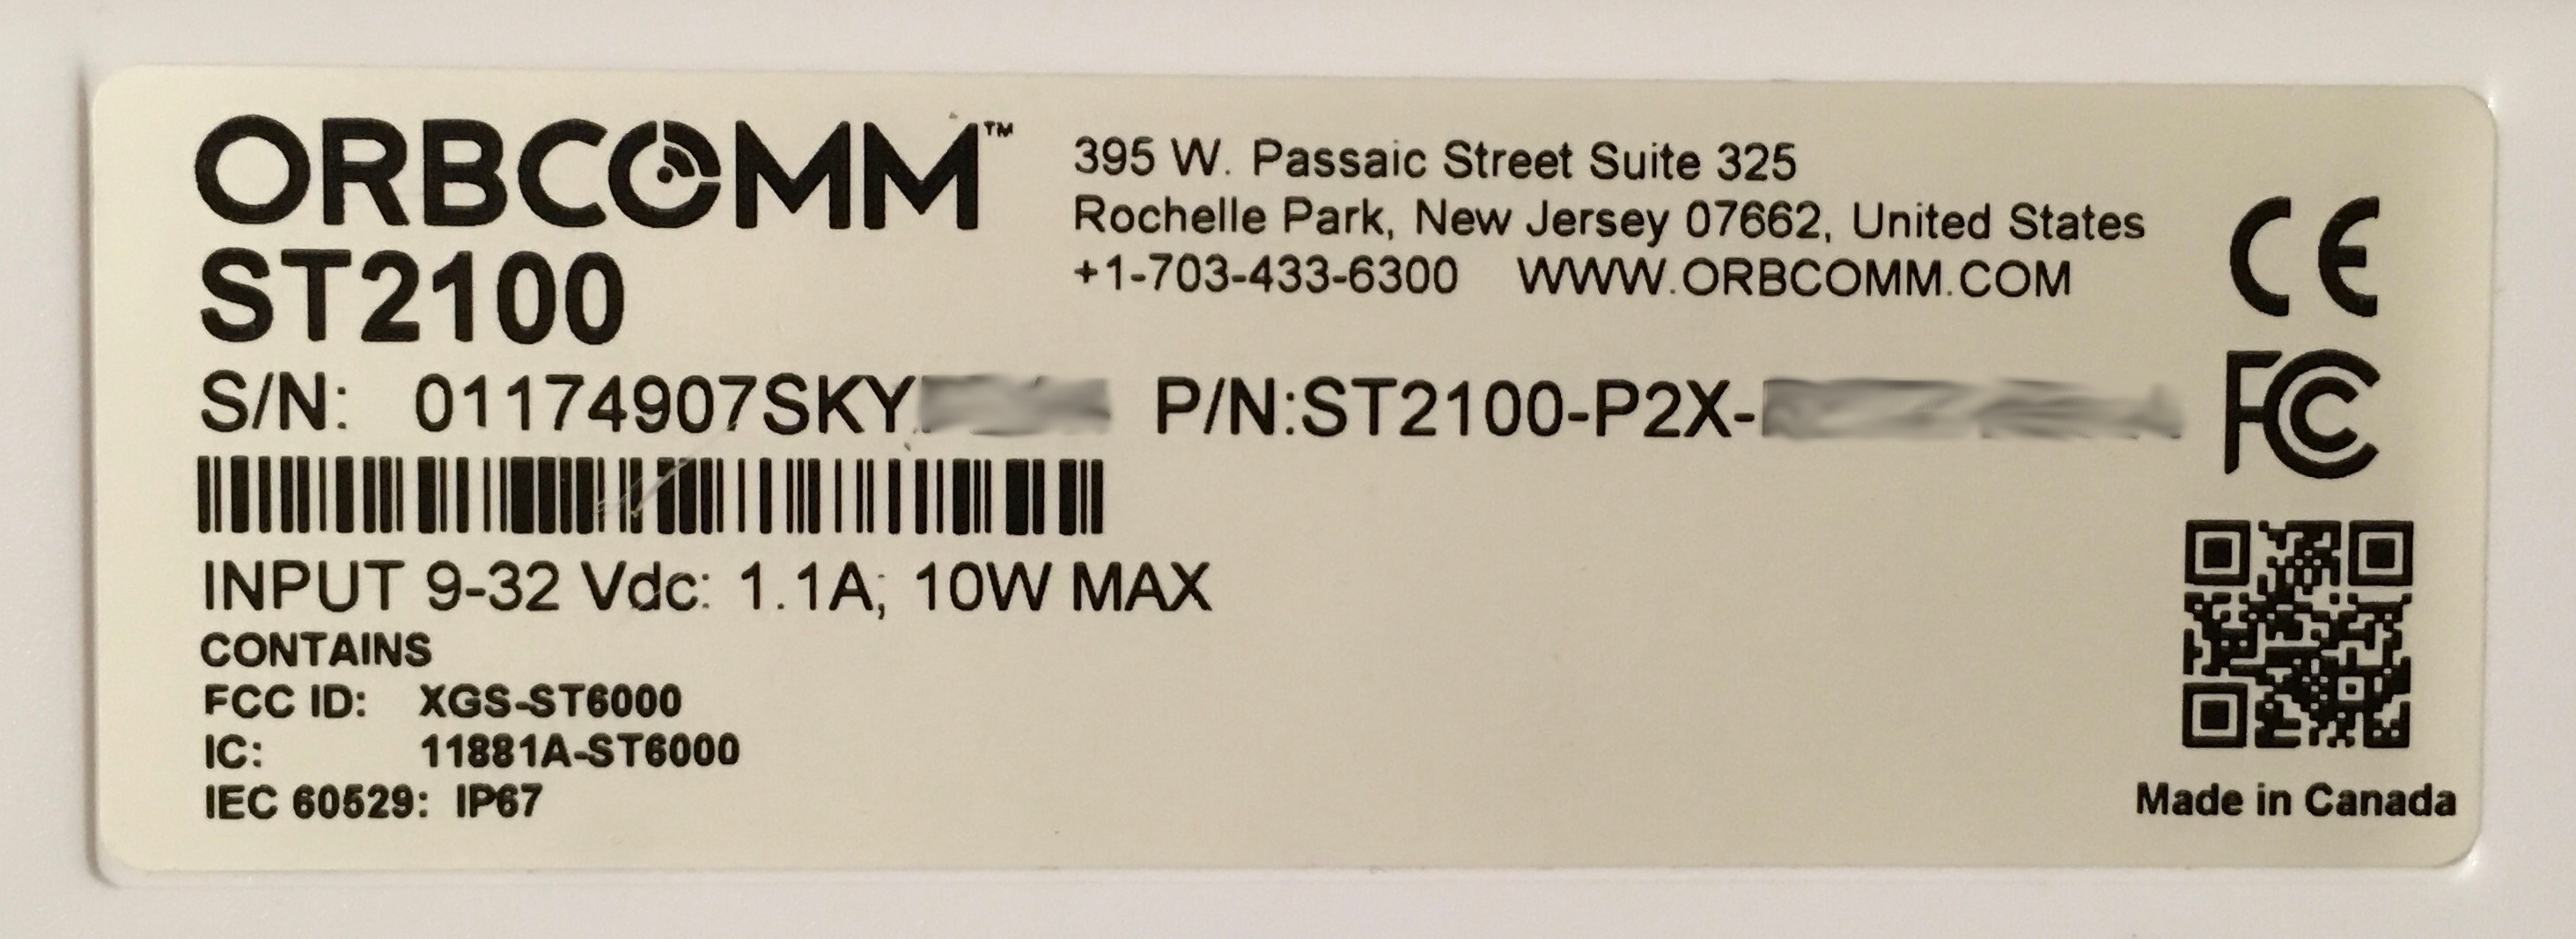 ORBCOMM™
ST2100
395 W. Passaic Street Suite 325
Rochelle Park, New Jersey 07662, United States
+1-703-433-6300 WWW.ORBCOMM.COM
CE
FC
S/N: 01174907SKY P/N:ST2100-P2X-
INPUT 9-32 Vdc: 1.1A; 10W MAX
CONTAINS
FCC ID: XGS-ST6000
IC: 11881A-ST6000
IEC 60529: IP67
Made in Canada